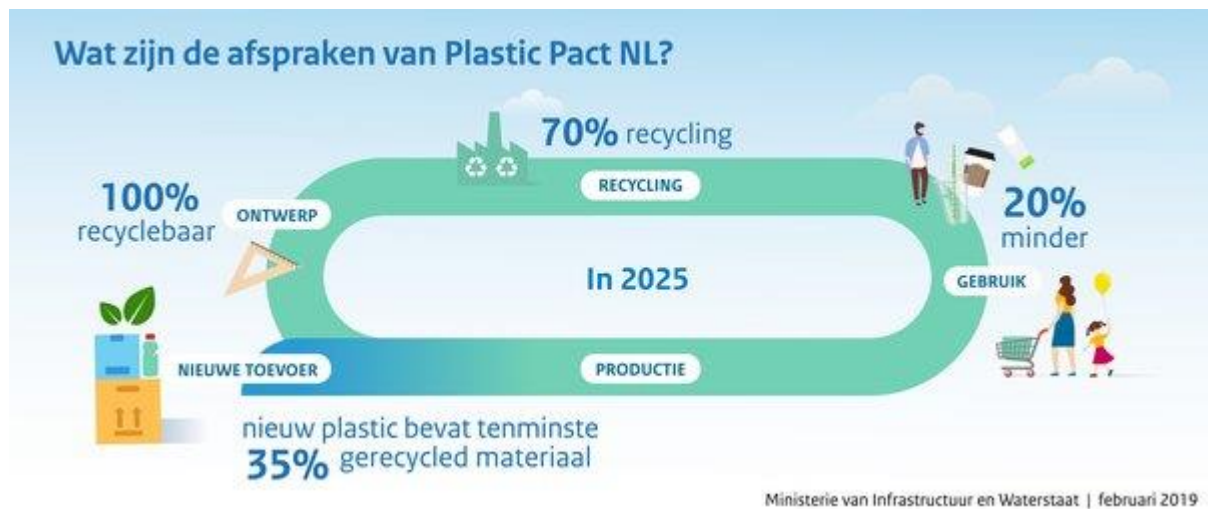 Wat zijn de afspraken van Plastic Pact NL?
70% recycling
RECYCLING
100%
recyclebaar
ONTWERP
20%
minder
In 2025
GEBRUIK
NIEUWE TOEVOER
PRODUCTIE
nieuw plastic bevat tenminste
35% gerecycled materiaal
Ministerie van Infrastructuur en Waterstaat | februari 2019